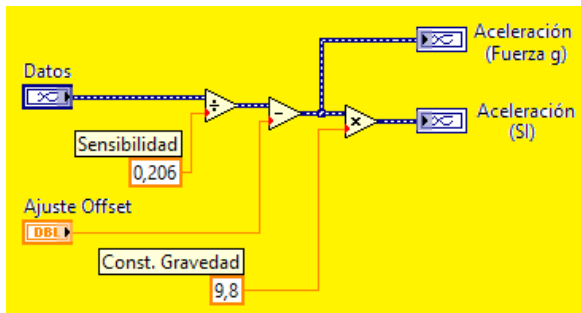 Aceleración
(Fuerza g)
Datos
Aceleración
(SI)
÷
-
x
Sensibilidad
0,206
Ajuste Offset
DBL
Const. Gravedad
9,8